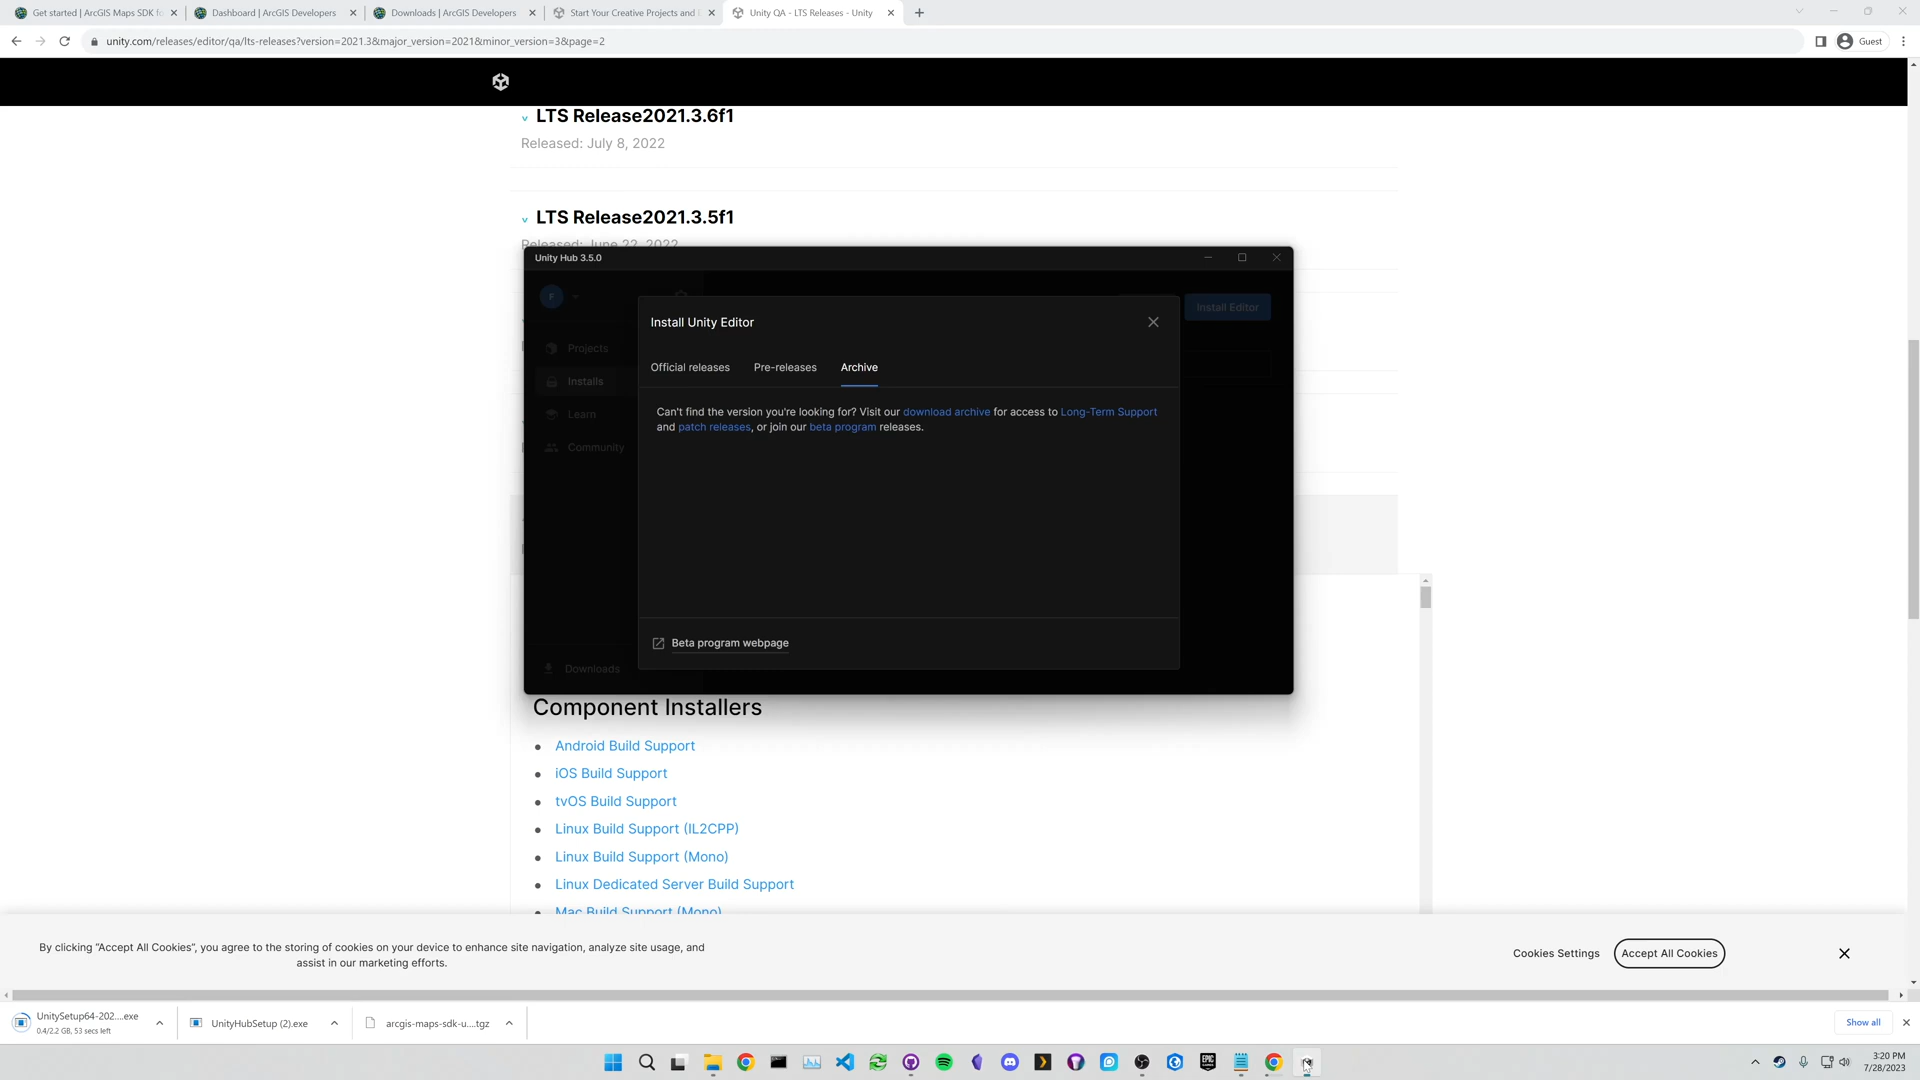 Get started | ArcGIS Maps SDK fo
Dashboard | ArcGIS Developers
Downloads | ArcGIS Developers
Start Your Creative Projects and
Unity QA - LTS Releases - Unity
unity.com/releases/editor/qa/lts-releases?version=2021.3&major_version=2021&minor_version=3&page=2
Guest
LTS Release2021.3.6f1
Released: July 8, 2022
LTS Release2021.3.5f1
Released: June 22, 2022
Unity Hub 3.5.0
F
Install Editor
Install Unity Editor
Projects
Official releases
Pre-releases
Archive
Installs
Can't find the version you're looking for? Visit our download archive for access to Long-Term Support
and patch releases, or join our beta program releases.
Learn
Community
Beta program webpage
Downloads
Component Installers
Android Build Support
iOS Build Support
tvOS Build Support
Linux Build Support (IL2CPP)
Linux Build Support (Mono)
Linux Dedicated Server Build Support
Mac Build Support (Mono)
By clicking “Accept All Cookies”, you agree to the storing of cookies on your device to enhance site navigation, analyze site usage, and
assist in our marketing efforts.
Cookies Settings
Accept All Cookies
UnitySetup64-202....exe
0.4/2.2 GB, 53 secs left
UnityHubSetup (2).exe
arcgis-maps-sdk-u....tgz
Show all
EPIC
3:20 PM
7/28/2023